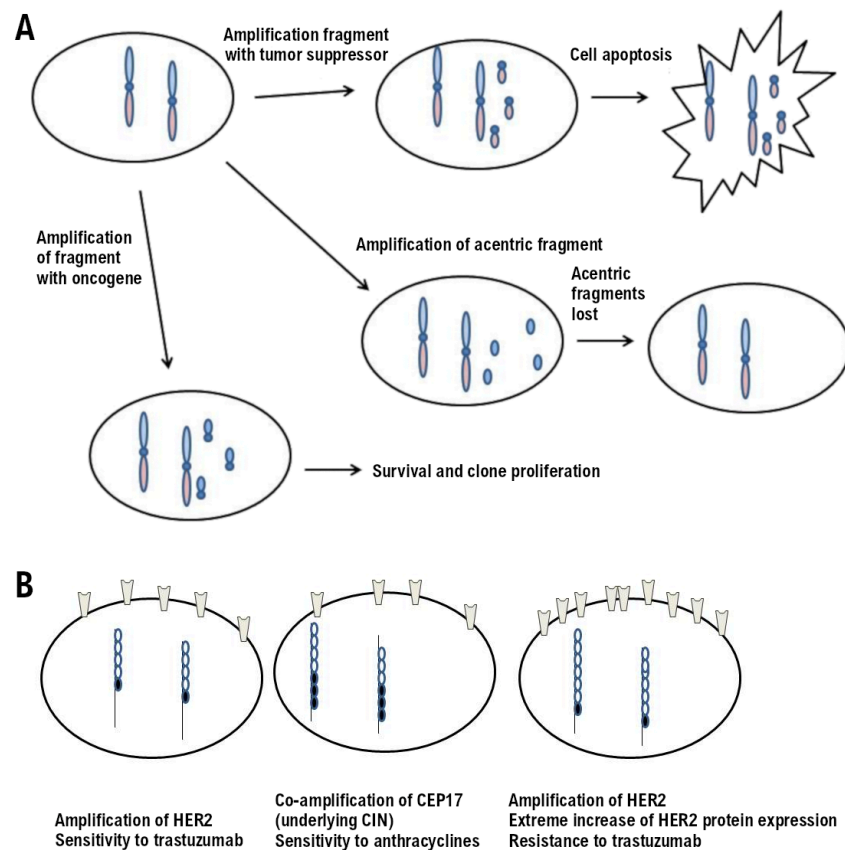 A
Amplification fragment
with tumor suppressor
Cell apoptosis
Amplification
of fragment
with oncogene
Amplification of acentric fragment
Acentric
fragments
lost
Survival and clone proliferation
B
Amplification of HER2
Sensitivity to trastuzumab
Co-amplification of CEP17
(underlying CIN)
Sensitivity to anthracyclines
Amplification of HER2
Extreme increase of HER2 protein expression
Resistance to trastuzumab